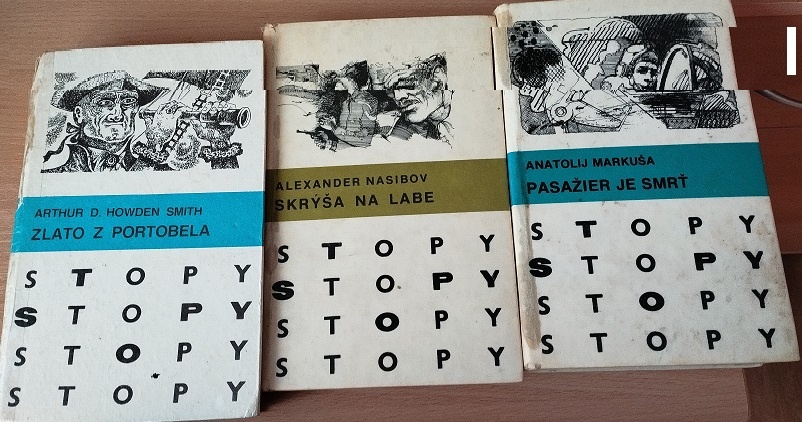 ARTHUR D. HOWDEN SMITH
ZLATO Z PORTOBELA
S T O P Y
S T O P Y
S T O P Y
S T O P Y
ALEXANDER NASIBOV
SKRÝŠA NA LABE
S T O P Y
S T O P Y
S T O P Y
S T O P Y
ANATOLIJ MARKUŠA
PASAŽIER JE SMRŤ
S T O P Y
S T O P Y
S T O P Y
S T O P Y